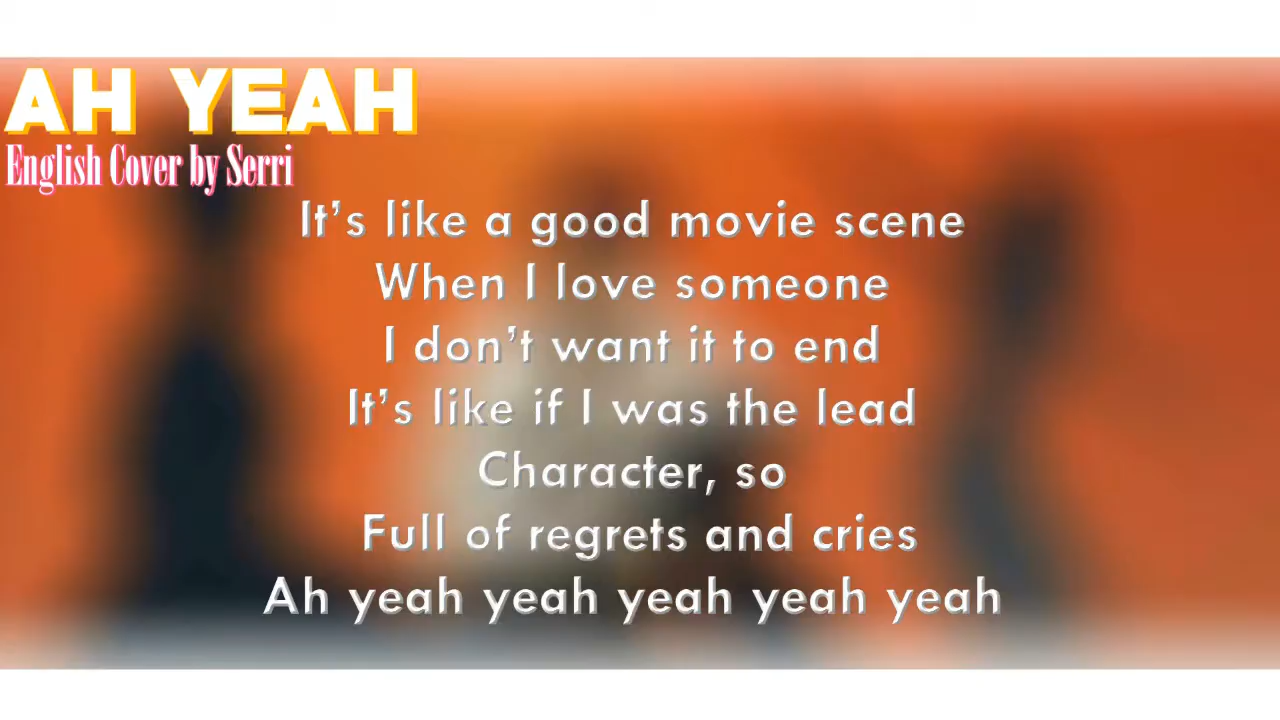 AH YEAH
English Cover by Serri
It's like a good movie scene
When I love someone
I don't want it to end
It's like if I was the lead
Character, so
Full of regrets and cries
Ah yeah yeah yeah yeah yeah